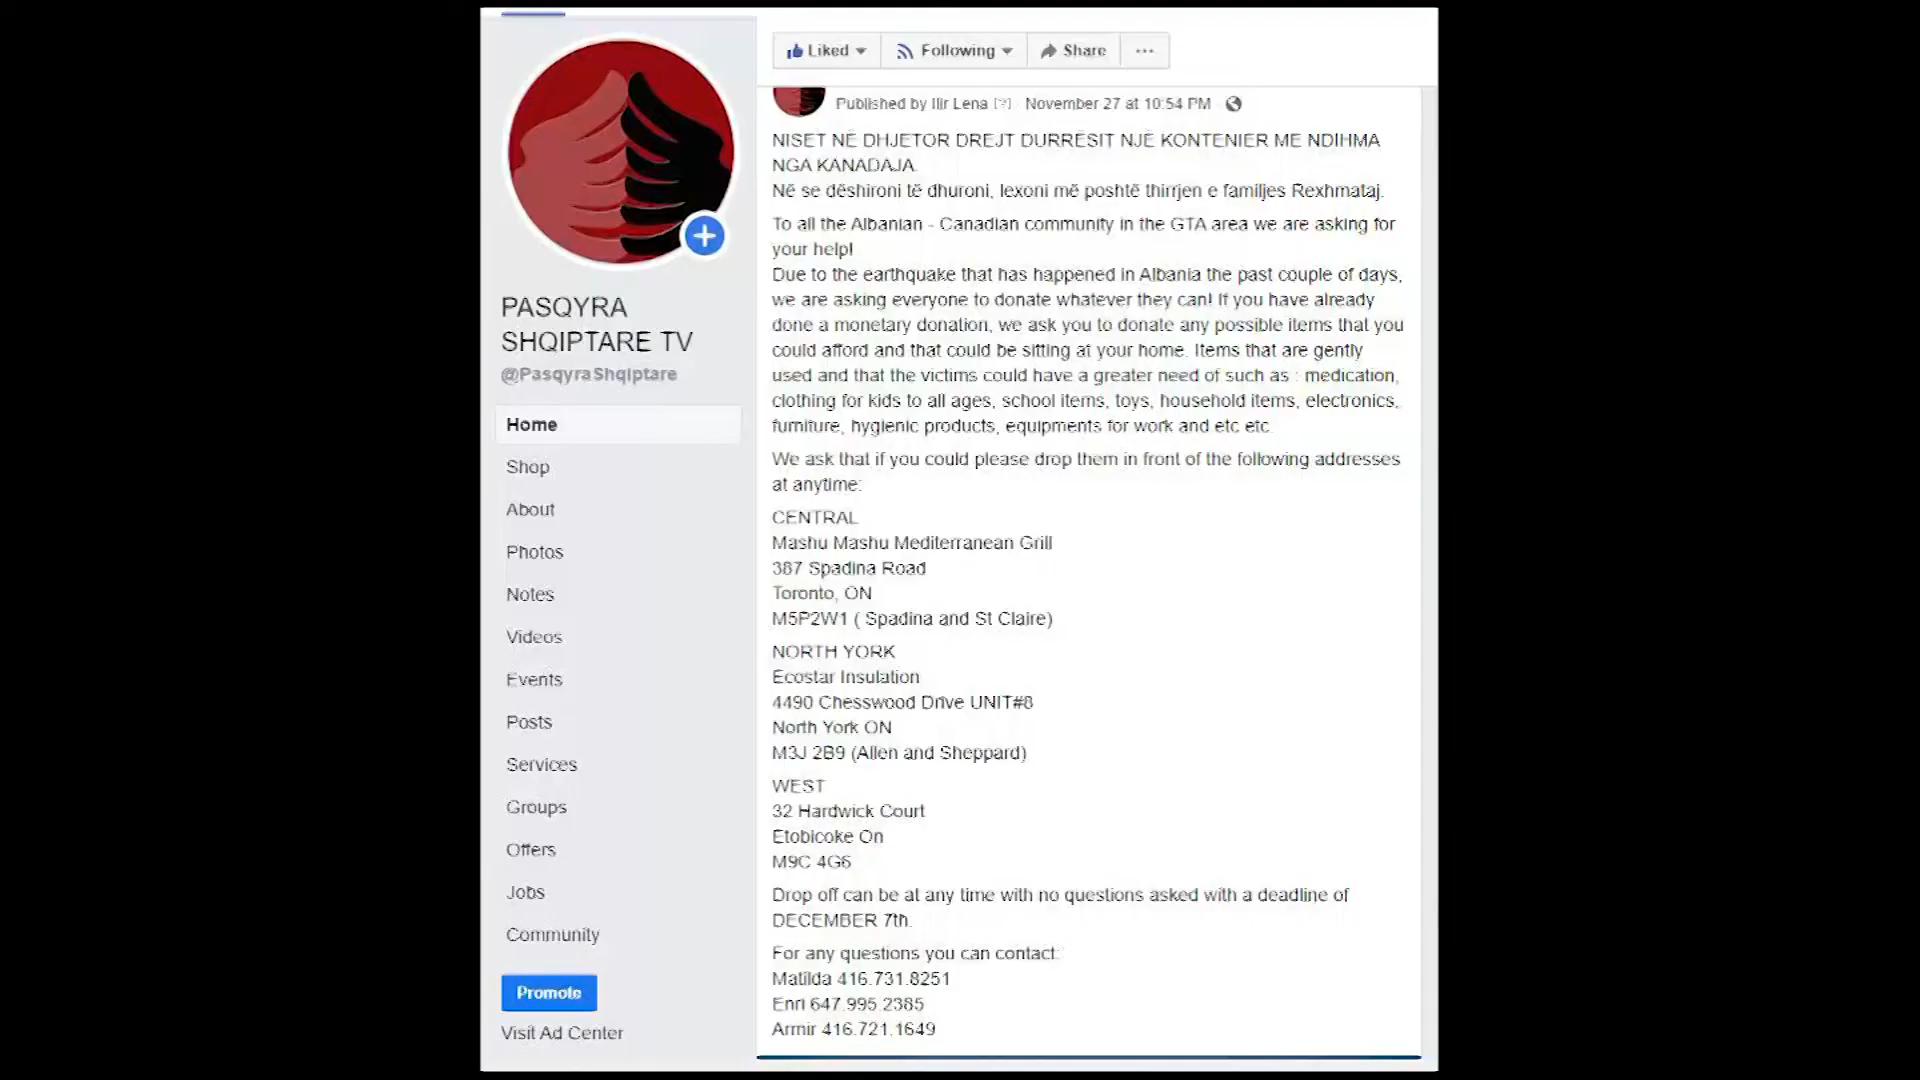 PASQYRA
SHQIPTARE TV
@PasqyraShqiptare
Home
Shop
About
Photos
Notes
Videos
Events
Posts
Services
Groups
Offers
Jobs
Community
Promote
Visit Ad Center
Liked
Following
Share
Published by Ilir Lena [?] November 27 at 10:54 PM
NISET NË DHJETOR DREJT DURRËSIT NJË KONTENIER ME NDIHMA
NGA KANADAJA.
Në se dëshironi të dhuroni, lexoni më poshtë thirrjen e familjes Rexhmataj.
To all the Albanian - Canadian community in the GTA area we are asking for
your help!
Due to the earthquake that has happened in Albania the past couple of days,
we are asking everyone to donate whatever they can! If you have already
done a monetary donation, we ask you to donate any possible items that you
could afford and that could be sitting at your home. Items that are gently
used and that the victims could have a greater need of such as : medication,
clothing for kids to all ages, school items, toys, household items, electronics,
furniture, hygienic products, equipments for work and etc etc
We ask that if you could please drop them in front of the following addresses
at anytime:
CENTRAL
Mashu Mashu Mediterranean Grill
387 Spadina Road
Toronto, ON
M5P2W1 ( Spadina and St Claire)
NORTH YORK
Ecostar Insulation
4490 Chesswood Drive UNIT#8
North York ON
M3J 2B9 (Allen and Sheppard)
WEST
32 Hardwick Court
Etobicoke On
M9C 4G6
Drop off can be at any time with no questions asked with a deadline of
DECEMBER 7th.
For any questions you can contact:
Matilda 416.731.8251
Enri 647.995.2385
Armir 416.721.1649